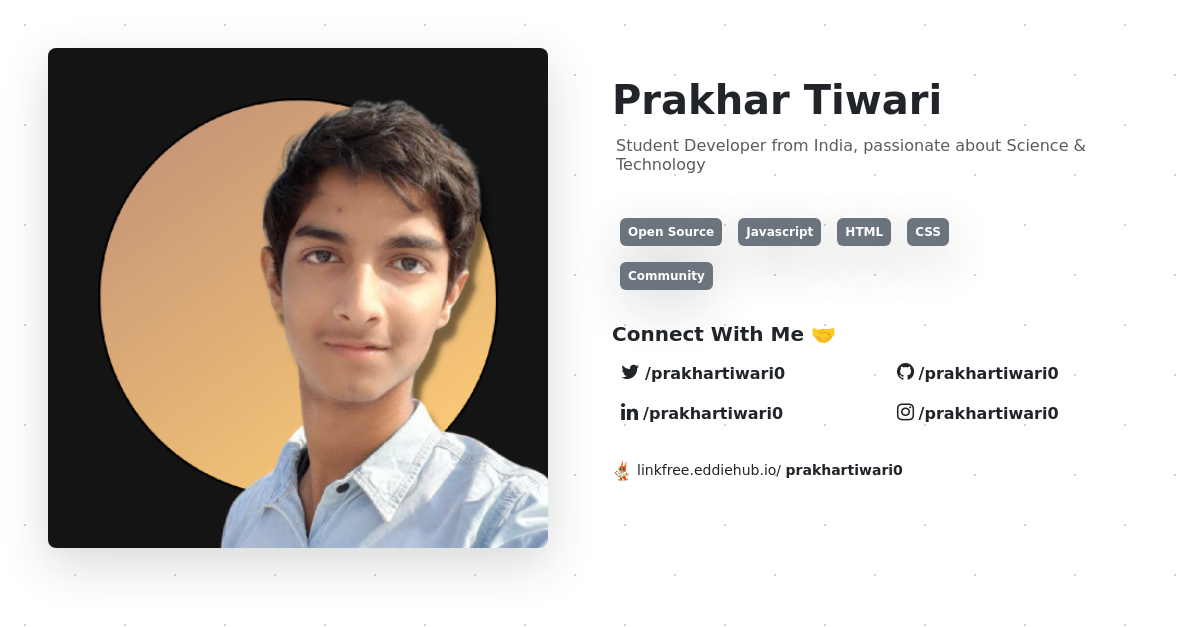 Prakhar Tiwari
Student Developer from India, passionate about Science &
Technology
Open Source Javascript HTML CSS
Community
Connect With Me 🤝
/prakhartiwari0 /prakhartiwari0
/prakhartiwari0 /prakhartiwari0
linkfree.eddiehub.io/ prakhartiwari0